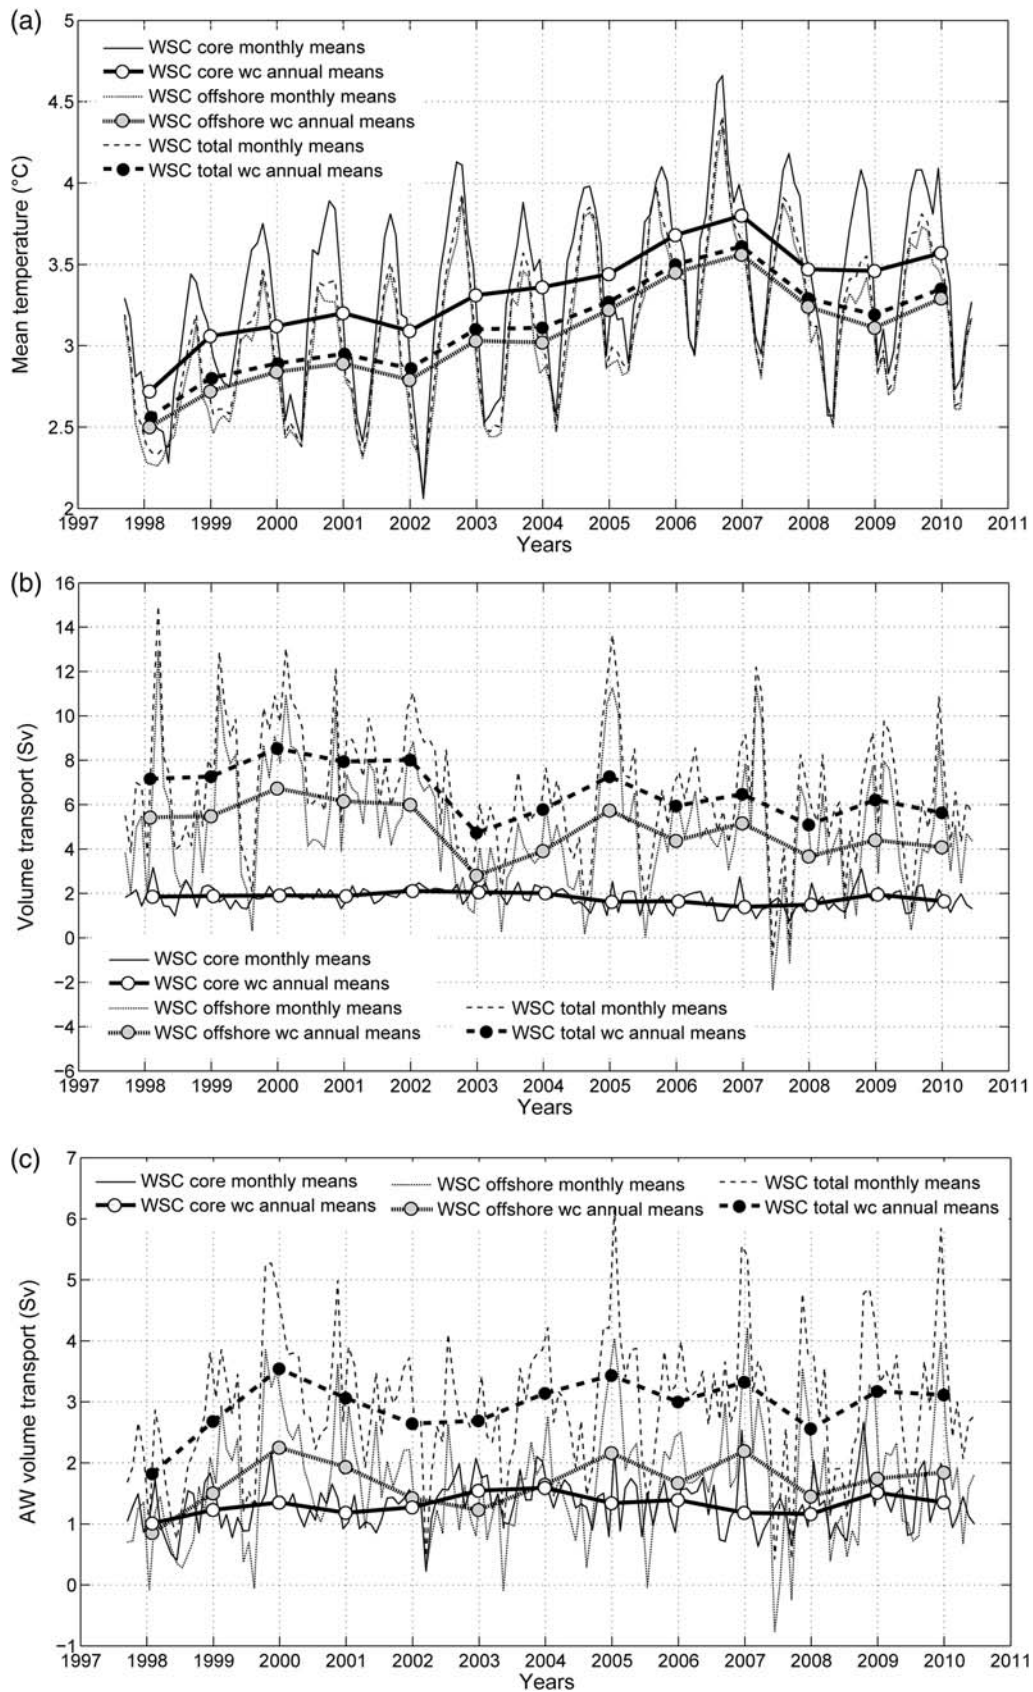 (a)
5
4.5
4
3.5
3
2.5
2
Mean temperature (°C)
WSC core monthly means
WSC core wc annual means
WSC offshore monthly means
WSC offshore wc annual means
WSC total monthly means
WSC total wc annual means
1997 1998 1999 2000 2001 2002 2003 2004 2005 2006 2007 2008 2009 2010 2011
Years
(b)
16
14
12
10
8
6
4
2
0
−2
−4
−6
Volume transport (Sv)
WSC core monthly means
WSC core wc annual means
WSC offshore monthly means
WSC offshore wc annual means
WSC total monthly means
WSC total wc annual means
1997 1998 1999 2000 2001 2002 2003 2004 2005 2006 2007 2008 2009 2010 2011
Years
(c)
7
6
5
4
3
2
1
0
−1
AW volume transport (Sv)
WSC core monthly means
WSC core wc annual means
WSC offshore monthly means
WSC offshore wc annual means
WSC total monthly means
WSC total wc annual means
1997 1998 1999 2000 2001 2002 2003 2004 2005 2006 2007 2008 2009 2010 2011
Years